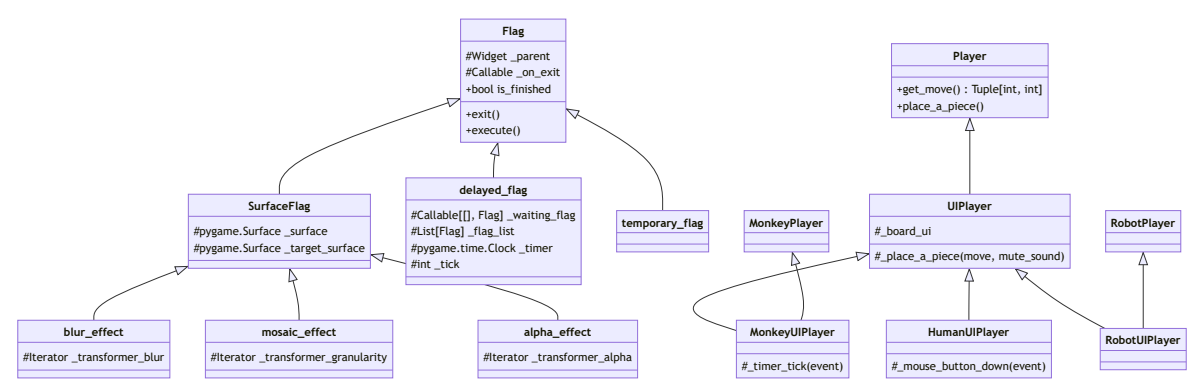 Flag
#Widget _parent
#Callable _on_exit
+bool is_finished
+exit()
+execute()
Player
+get_move() : Tuple[int, int]
+place_a_piece()
SurfaceFlag
#pygame.Surface _surface
#pygame.Surface _target_surface
delayed_flag
#Callable[[], Flag] _waiting_flag
#List[Flag] _flag_list
#pygame.time.Clock _timer
#int _tick
temporary_flag
MonkeyPlayer
UIPlayer
#_board_ui
#_place_a_piece(move, mute_sound)
RobotPlayer
blur_effect
#Iterator _transformer_blur
mosaic_effect
#Iterator _transformer_granularity
alpha_effect
#Iterator _transformer_alpha
MonkeyUIPlayer
#_timer_tick(event)
HumanUIPlayer
#_mouse_button_down(event)
RobotUIPlayer